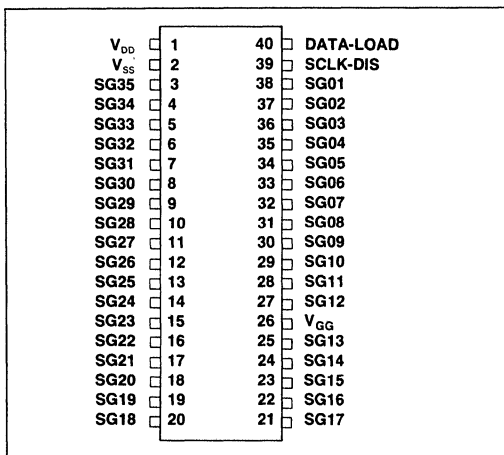 V_DD 1 40 DATA-LOAD
V_SS 2 39 SCLK-DIS
SG35 3 38 SG01
SG34 4 37 SG02
SG33 5 36 SG03
SG32 6 35 SG04
SG31 7 34 SG05
SG30 8 33 SG06
SG29 9 32 SG07
SG28 10 31 SG08
SG27 11 30 SG09
SG26 12 29 SG10
SG25 13 28 SG11
SG24 14 27 SG12
SG23 15 26 V_GG
SG22 16 25 SG13
SG21 17 24 SG14
SG20 18 23 SG15
SG19 19 22 SG16
SG18 20 21 SG17